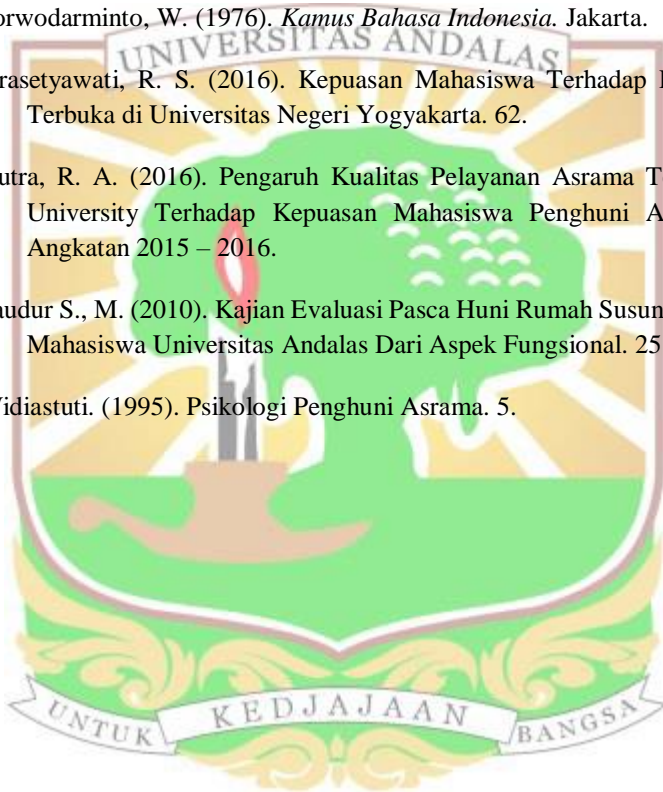 orwodarminto, W. (1976). Kamus Bahasa Indonesia. Jakarta.
UNIVERSITAS ANDALAS
rasetyawati, R. S. (2016). Kepuasan Mahasiswa Terhadap
Terbuka di Universitas Negeri Yogyakarta. 62.
utra, R. A. (2016). Pengaruh Kualitas Pelayanan Asrama T
University Terhadap Kepuasan Mahasiswa Penghuni A
Angkatan 2015 – 2016.
audur S., M. (2010). Kajian Evaluasi Pasca Huni Rumah Susun
Mahasiswa Universitas Andalas Dari Aspek Fungsional. 25
idiastuti. (1995). Psikologi Penghuni Asrama. 5.
UNTUK KEDJAJAAN BANGSA